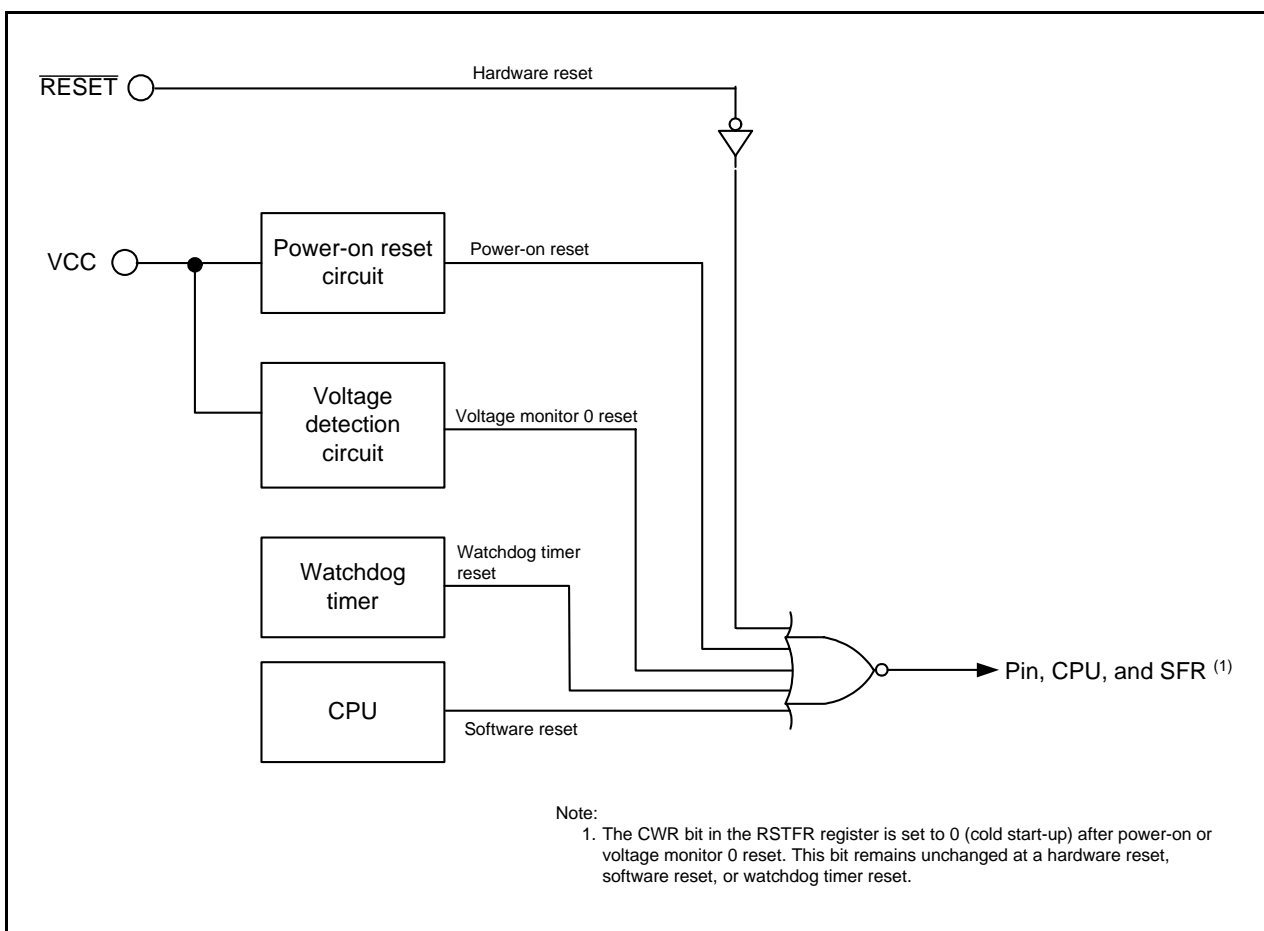 RESET
Hardware reset
VCC
Power-on reset
circuit
Power-on reset
Voltage
detection
circuit
Voltage monitor 0 reset
Watchdog
timer
Watchdog timer
reset
CPU
Software reset
Pin, CPU, and SFR (1)
Note:
1. The CWR bit in the RSTFR register is set to 0 (cold start-up) after power-on or
voltage monitor 0 reset. This bit remains unchanged at a hardware reset,
software reset, or watchdog timer reset.